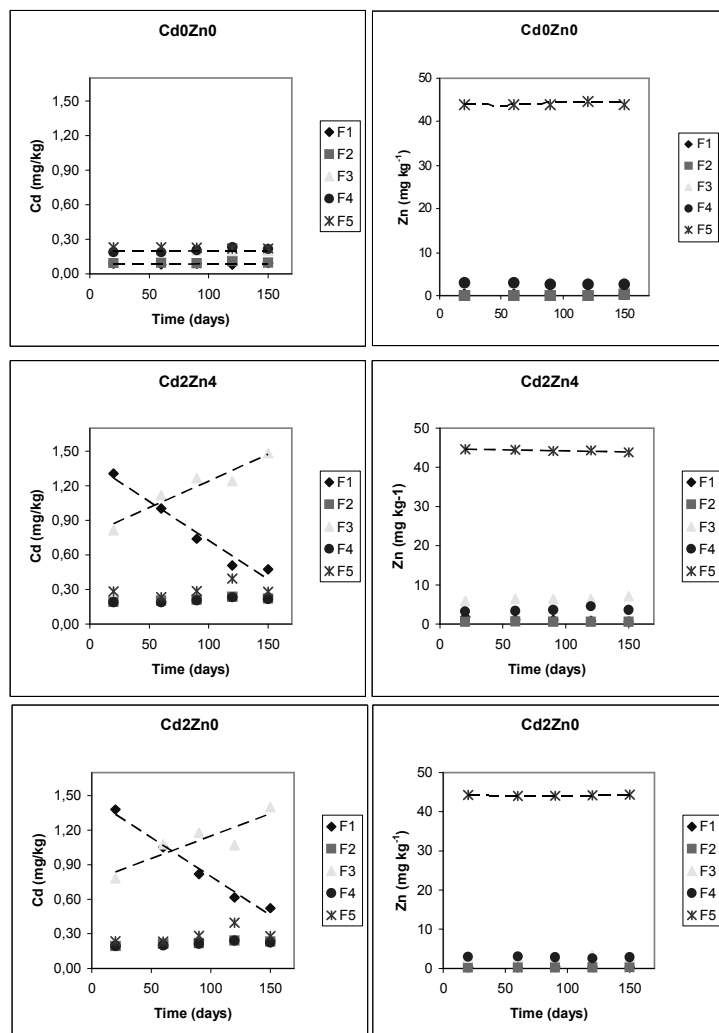 Cd0Zn0
1,50
1,20
0,90
0,60
0,30
0,00
Cd (mg/kg)
0 50 100 150
Time (days)
F1
F2
F3
F4
F5
Cd0Zn0
50
40
30
20
10
0
Zn (mg kg-1)
0 50 100 150
Time (days)
F1
F2
F3
F4
F5
Cd2Zn4
1,50
1,20
0,90
0,60
0,30
0,00
Cd (mg/kg)
0 50 100 150
Time (days)
F1
F2
F3
F4
F5
Cd2Zn4
50
40
30
20
10
0
Zn (mg kg-1)
0 50 100 150
Time (days)
F1
F2
F3
F4
F5
Cd2Zn0
1,50
1,20
0,90
0,60
0,30
0,00
Cd (mg/kg)
0 50 100 150
Time (days)
F1
F2
F3
F4
F5
Cd2Zn0
50
40
30
20
10
0
Zn (mg kg-1)
0 50 100 150
Time (days)
F1
F2
F3
F4
F5